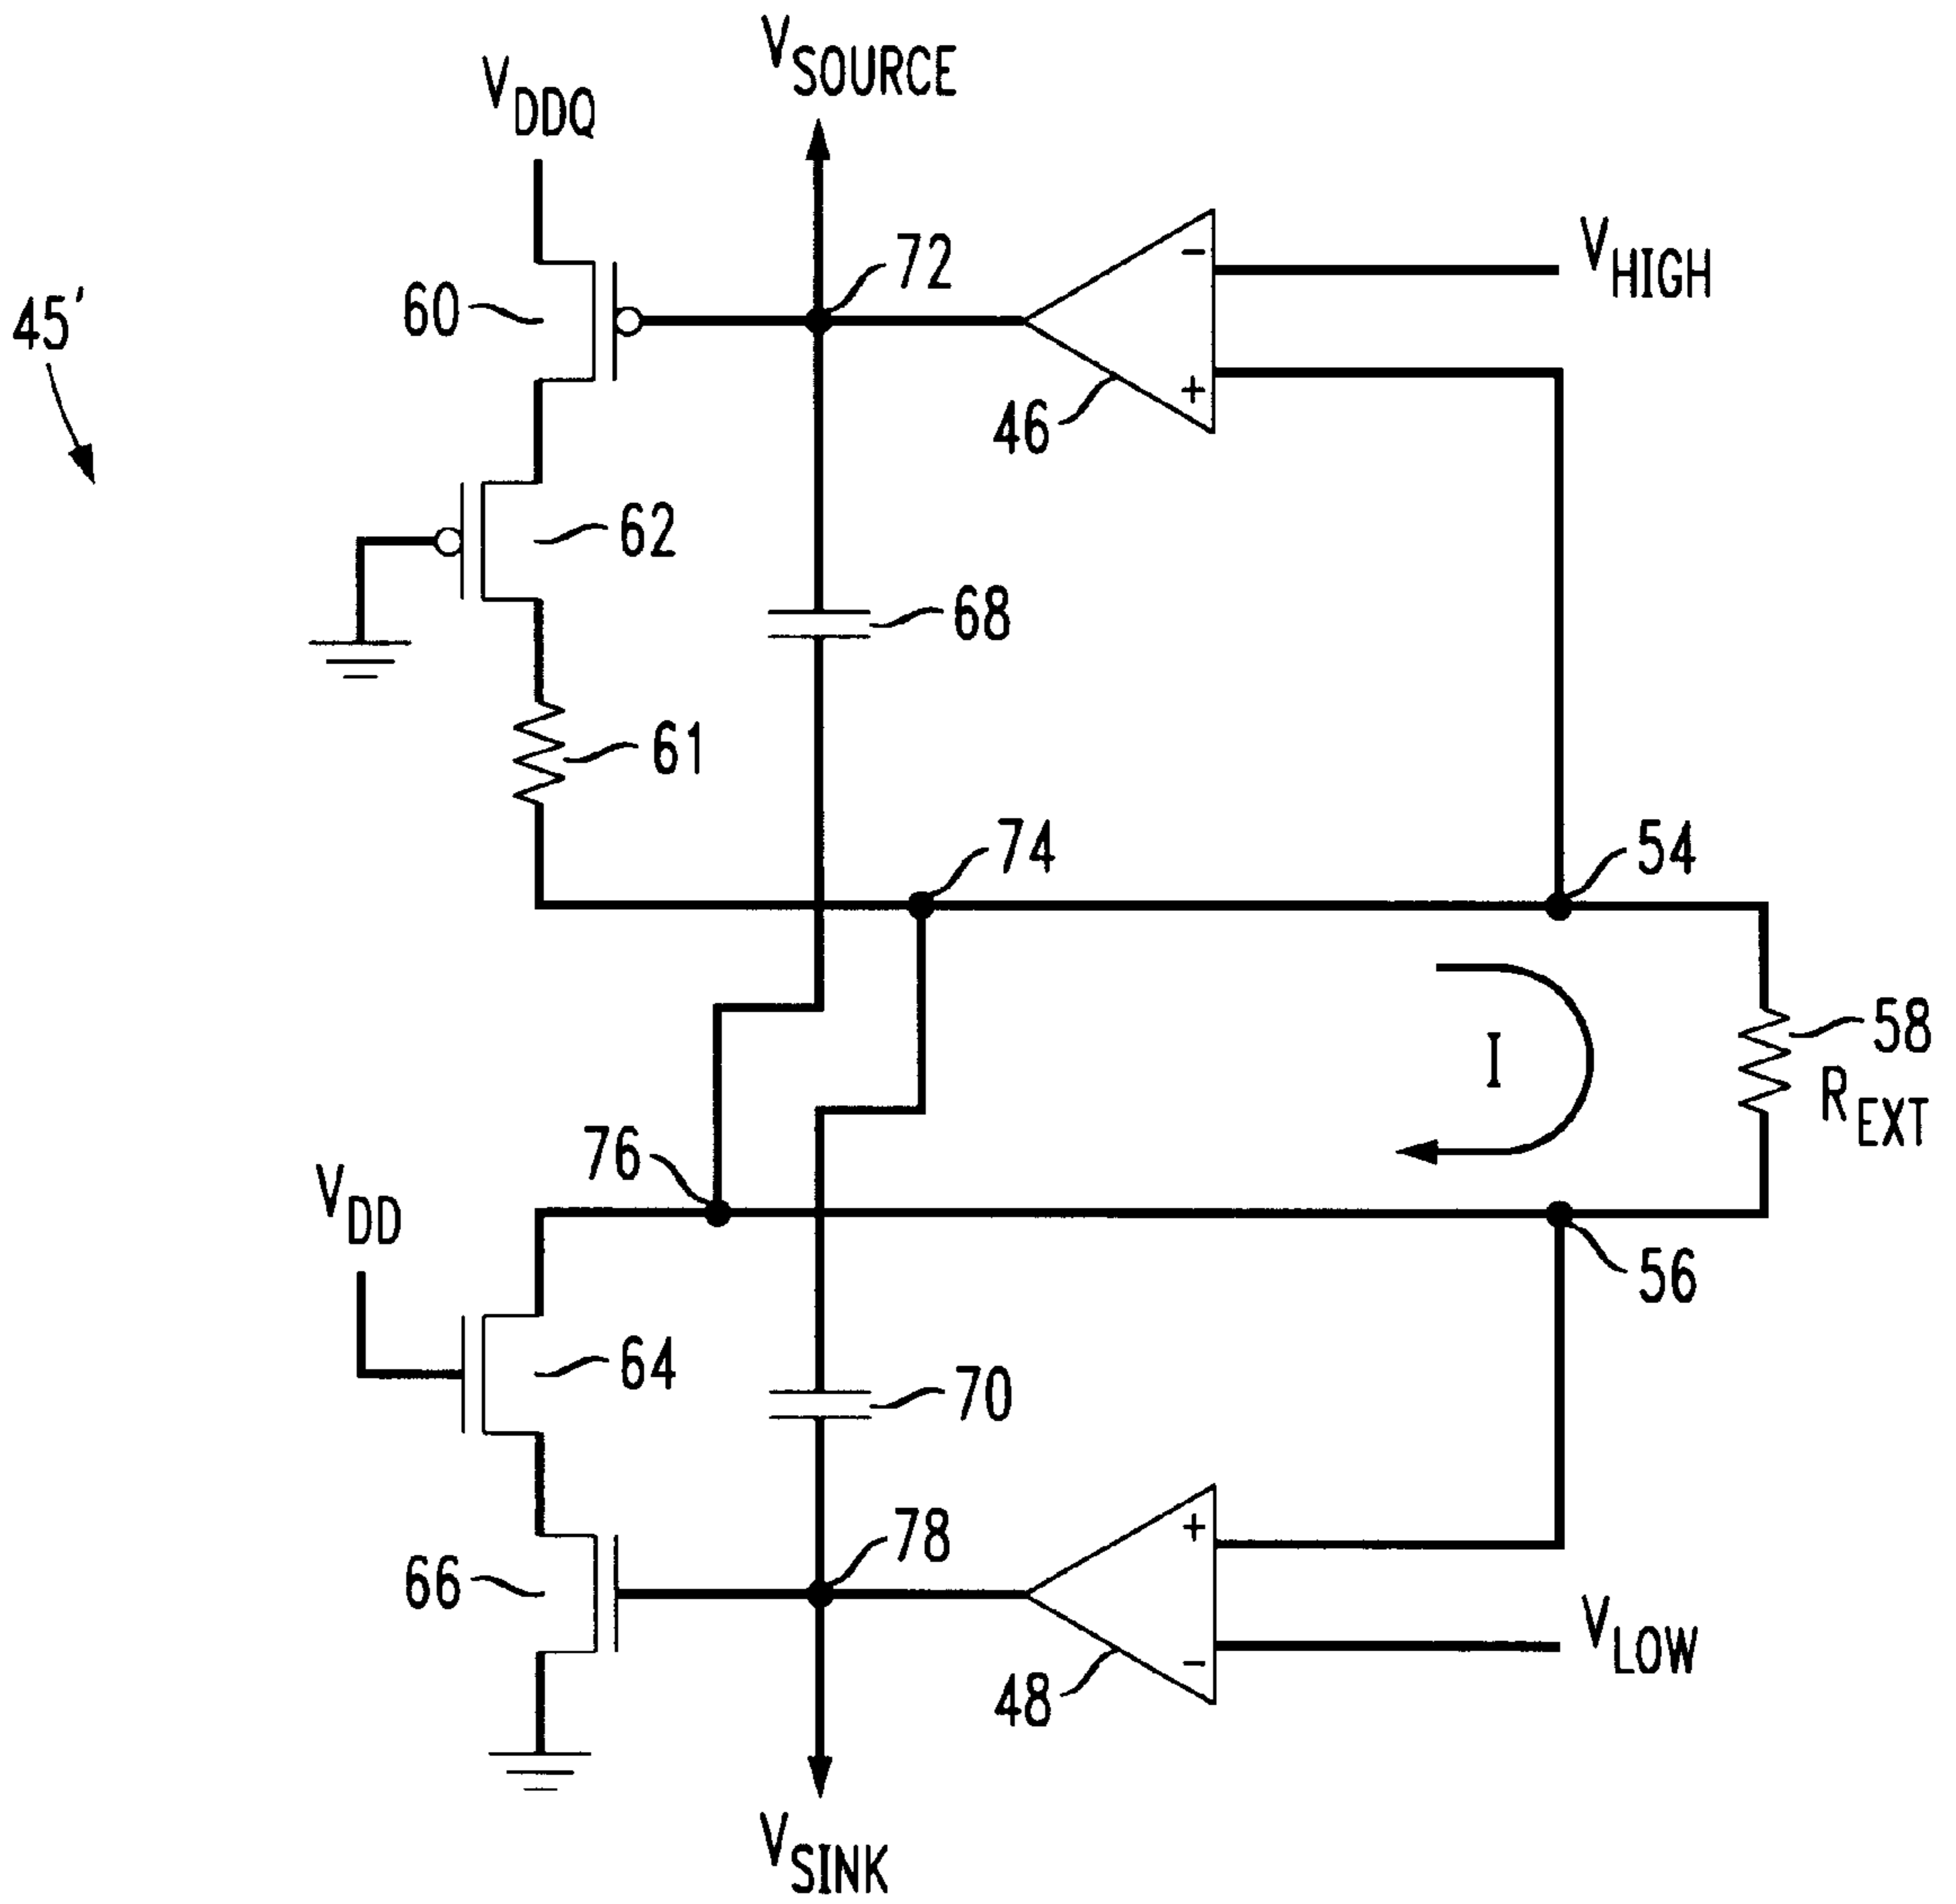 V_SOURCE
V_DDQ
72
V_HIGH
60
45'
−
+
46
62
68
61
74
54
58
I
R_EXT
76
V_DD
56
64
70
+
78
66
V_LOW
−
48
V_SINK